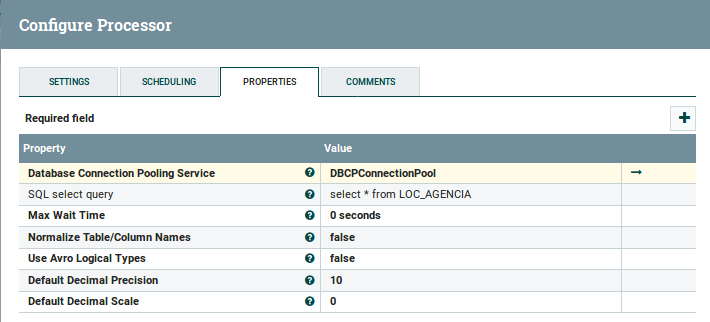 Configure Processor
SETTINGS SCHEDULING PROPERTIES COMMENTS
Required field
Property Value
Database Connection Pooling Service DBCPConnectionPool
SQL select query select * from LOC_AGENCIA
Max Wait Time 0 seconds
Normalize Table/Column Names false
Use Avro Logical Types false
Default Decimal Precision 10
Default Decimal Scale 0